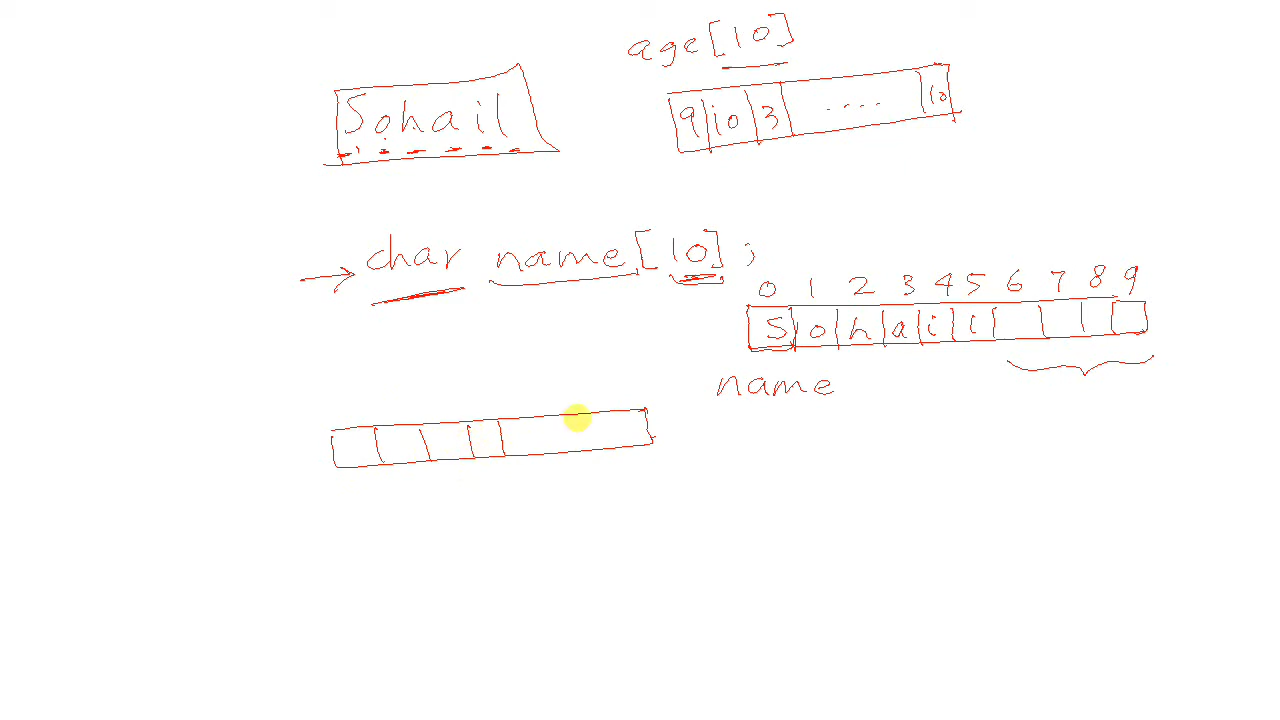 age[10]
Sohail
9 10 3 .... 10
→ char name[10] ;
0 1 2 3 4 5 6 7 8 9
S o h a i l
name